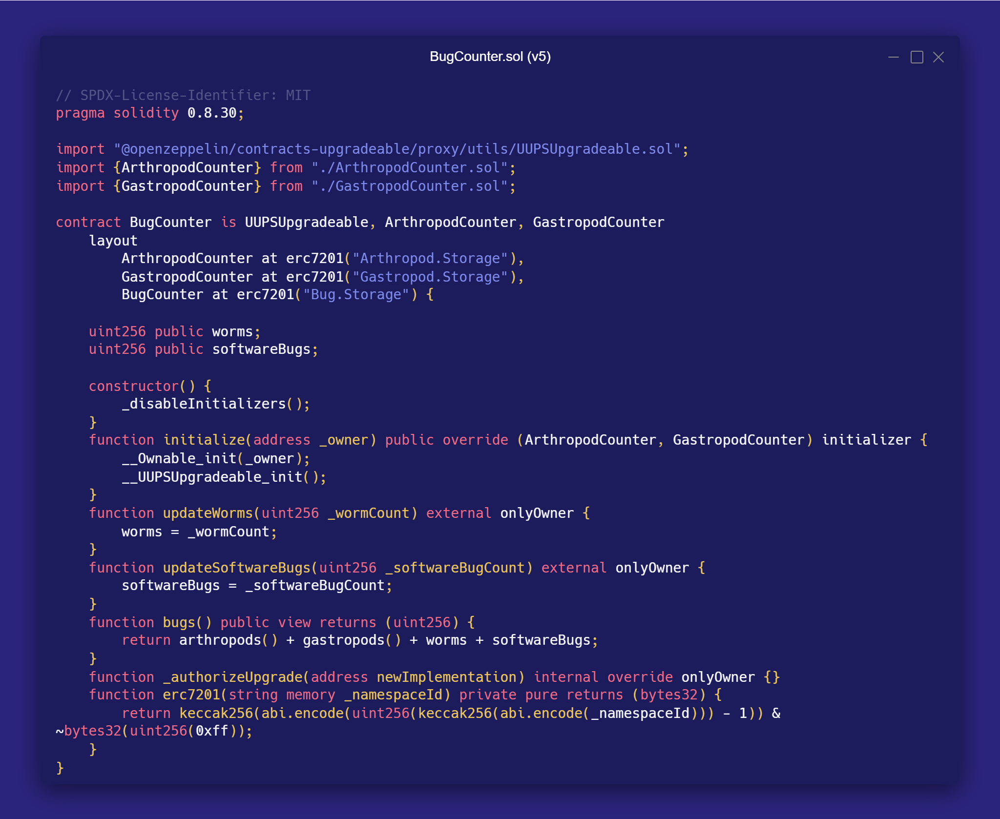 BugCounter.sol (v5)
// SPDX-License-Identifier: MIT
pragma solidity 0.8.30;
import "@openzeppelin/contracts-upgradeable/proxy/utils/UUPSUpgradeable.sol";
import {ArthropodCounter} from "./ArthropodCounter.sol";
import {GastropodCounter} from "./GastropodCounter.sol";
contract BugCounter is UUPSUpgradeable, ArthropodCounter, GastropodCounter
    layout
        ArthropodCounter at erc7201("Arthropod.Storage"),
        GastropodCounter at erc7201("Gastropod.Storage"),
        BugCounter at erc7201("Bug.Storage") {
    uint256 public worms;
    uint256 public softwareBugs;
    constructor() {
        _disableInitializers();
    }
    function initialize(address _owner) public override (ArthropodCounter, GastropodCounter) initializer {
        __Ownable_init(_owner);
        __UUPSUpgradeable_init();
    }
    function updateWorms(uint256 _wormCount) external onlyOwner {
        worms = _wormCount;
    }
    function updateSoftwareBugs(uint256 _softwareBugCount) external onlyOwner {
        softwareBugs = _softwareBugCount;
    }
    function bugs() public view returns (uint256) {
        return arthropods() + gastropods() + worms + softwareBugs;
    }
    function _authorizeUpgrade(address newImplementation) internal override onlyOwner {}
    function erc7201(string memory _namespaceId) private pure returns (bytes32) {
        return keccak256(abi.encode(uint256(keccak256(abi.encode(_namespaceId))) - 1)) &
~bytes32(uint256(0xff));
    }
}